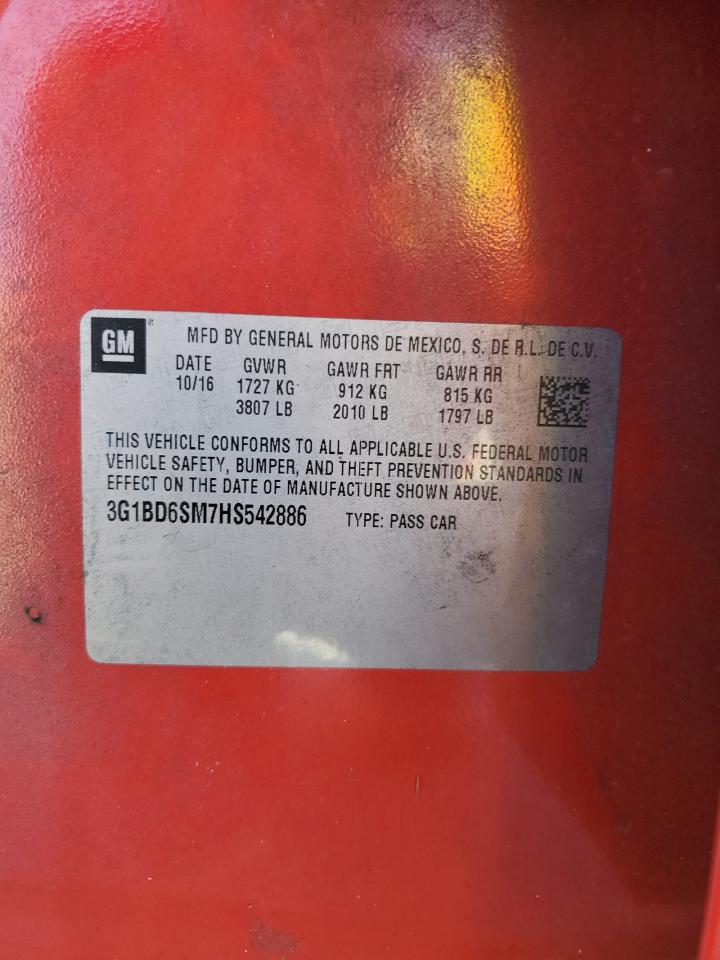 GM
MFD BY GENERAL MOTORS DE MEXICO, S. DE R.L. DE C.V.
DATE GVWR GAWR FRT GAWR RR
10/16 1727 KG 912 KG 815 KG
3807 LB 2010 LB 1797 LB
THIS VEHICLE CONFORMS TO ALL APPLICABLE U.S. FEDERAL MOTOR
VEHICLE SAFETY, BUMPER, AND THEFT PREVENTION STANDARDS IN
EFFECT ON THE DATE OF MANUFACTURE SHOWN ABOVE.
3G1BD6SM7HS542886 TYPE: PASS CAR